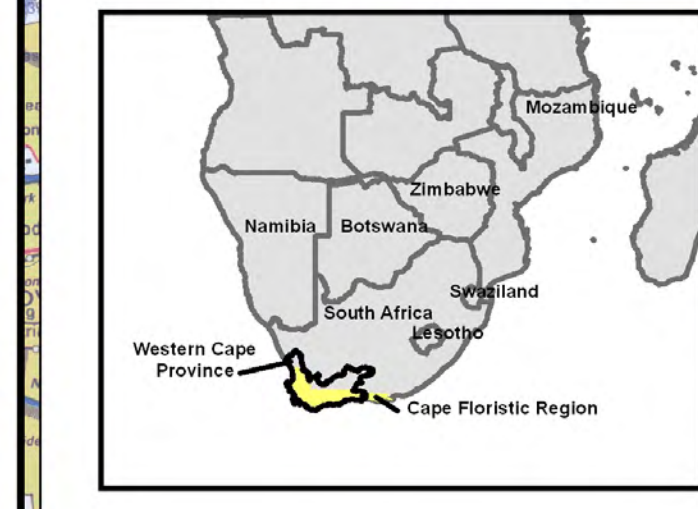 Mozambique
Zimbabwe
Namibia
Botswana
Swaziland
South Africa
Lesotho
Western Cape
Province
Cape Floristic Region